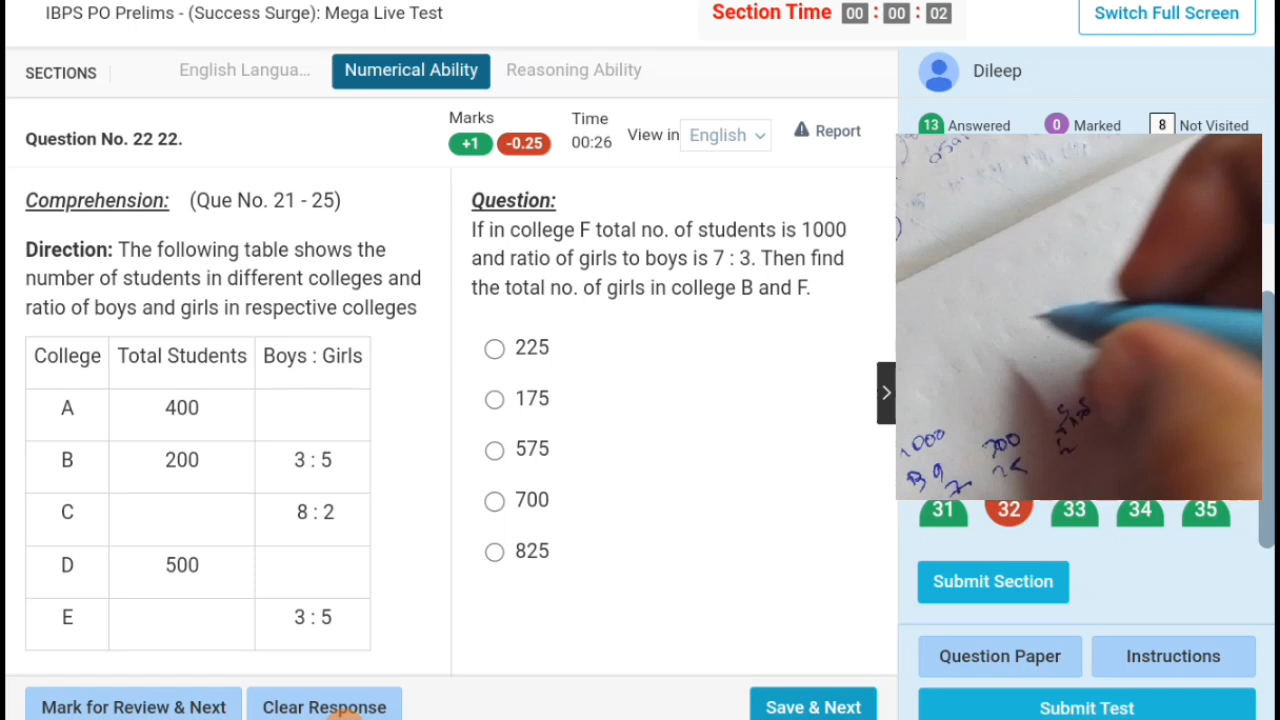 IBPS PO Prelims - (Success Surge): Mega Live Test
Section Time 00 : 00 : 02
Switch Full Screen
SECTIONS
English Langua...
Numerical Ability
Reasoning Ability
Dileep
Question No. 22 22.
Marks
+1 -0.25
Time
00:26
View in English
Report
13 Answered
0 Marked
8 Not Visited
Comprehension: (Que No. 21 - 25)
Direction: The following table shows the
number of students in different colleges and
ratio of boys and girls in respective colleges
College Total Students Boys : Girls
A 400
B 200 3 : 5
C 8 : 2
D 500
E 3 : 5
Question:
If in college F total no. of students is 1000
and ratio of girls to boys is 7 : 3. Then find
the total no. of girls in college B and F.
225
175
575
700
825
1000 700
B 9
7
31 32 33 34 35
Submit Section
Question Paper
Instructions
Mark for Review & Next
Clear Response
Save & Next
Submit Test